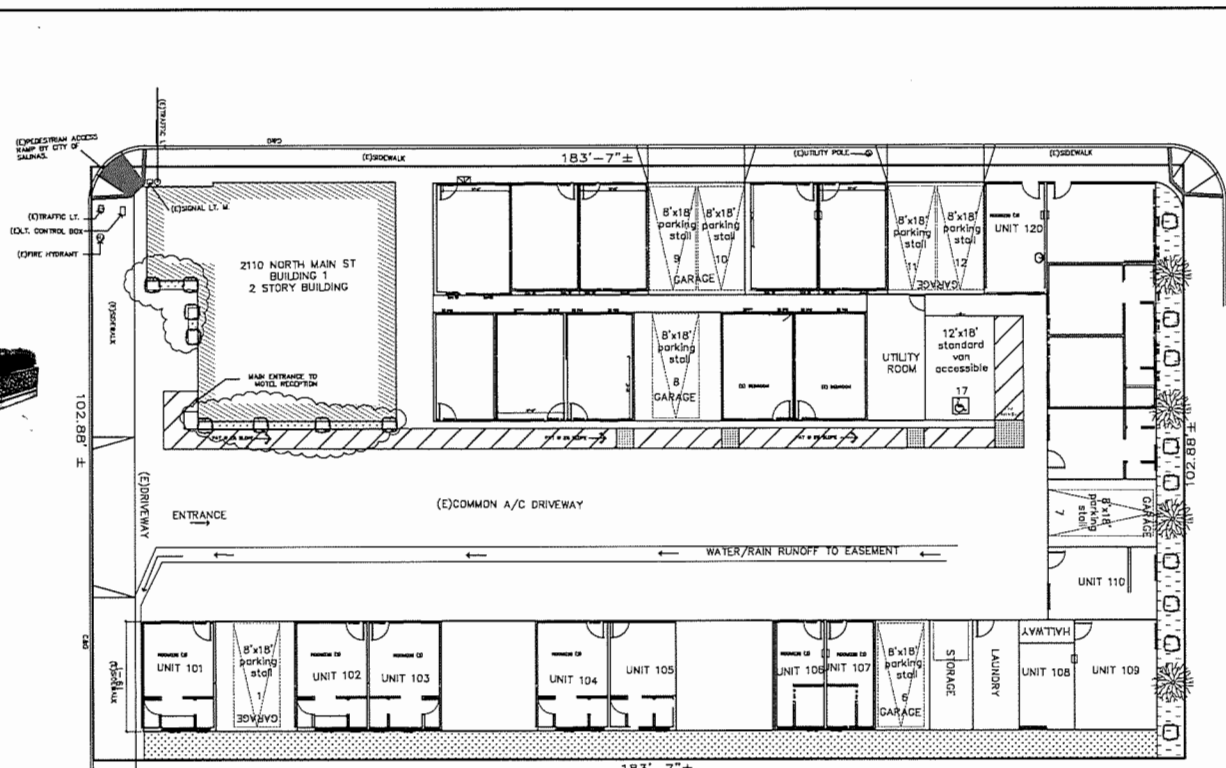 (E)PEDESTRIAN ACCESS
RAMP BY CITY OF
SALINAS.
(E)TRAFFIC L
C&G
(E)SIDEWALK
183'-7"±
(E)UTILITY POLE
(E)SIDEWALK
(E)SIGNAL LT. M.
(E)TRAFFIC LT.
(E)LT. CONTROL BOX
(E)FIRE HYDRANT
2110 NORTH MAIN ST
BUILDING 1
2 STORY BUILDING
8'x18'
parking
stall
9
8'x18'
parking
stall
10
GARAGE
8'x18'
parking
stall
11
8'x18'
parking
stall
12
GARAGE
UNIT 120
(E)SIDEWALK
8'x18'
parking
stall
8
GARAGE
(E) BEDROOM
(E) BEDROOM
UTILITY
ROOM
12'x18'
standard
van
accessible
17
MAIN ENTRANCE TO
MOTEL RECEPTION
102.88' ±
102.88'±
(E)DRIVEWAY
ENTRANCE
(E)COMMON A/C DRIVEWAY
8'x18'
parking
stall
7
GARAGE
WATER/RAIN RUNOFF TO EASEMENT
UNIT 110
C&G
(E)SIDEWALK
UNIT 101
8'x18'
parking
stall
1
GARAGE
UNIT 102
UNIT 103
UNIT 104
UNIT 105
UNIT 106
UNIT 107
8'x18'
parking
stall
6
GARAGE
STORAGE
LAUNDRY
HALLWAY
UNIT 108
UNIT 109
183'-7"±